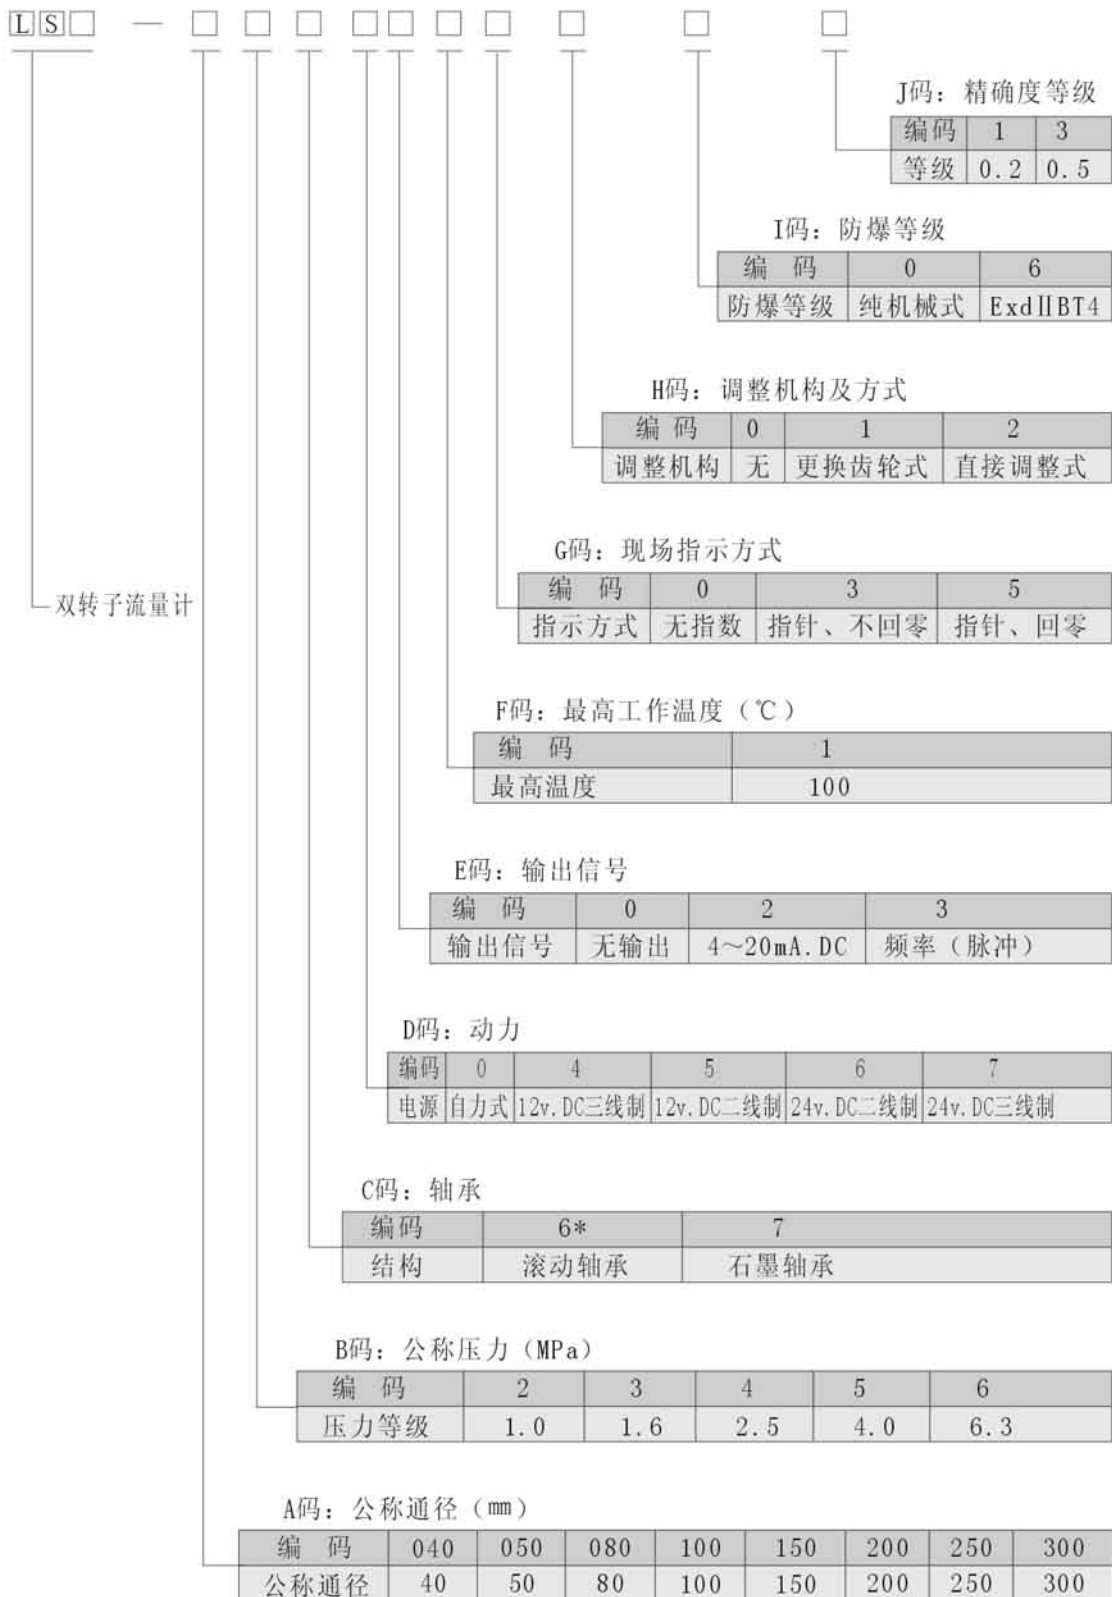 LS□ — □ □ □ □ □ □ □ □ □ □
J码：精确度等级
编码 1 3
等级 0.2 0.5
I码：防爆等级
编 码 0 6
防爆等级 纯机械式 ExdⅡBT4
H码：调整机构及方式
编 码 0 1 2
调整机构 无 更换齿轮式 直接调整式
G码：现场指示方式
编 码 0 3 5
指示方式 无指数 指针、不回零 指针、回零
双转子流量计
F码：最高工作温度（℃）
编 码 1
最高温度 100
E码：输出信号
编 码 0 2 3
输出信号 无输出 4～20mA.DC 频率（脉冲）
D码：动力
编码 0 4 5 6 7
电源 自力式 12v.DC三线制 12v.DC二线制 24v.DC二线制 24v.DC三线制
C码：轴承
编码 6* 7
结构 滚动轴承 石墨轴承
B码：公称压力（MPa）
编 码 2 3 4 5 6
压力等级 1.0 1.6 2.5 4.0 6.3
A码：公称通径（mm）
编 码 040 050 080 100 150 200 250 300
公称通径 40 50 80 100 150 200 250 300